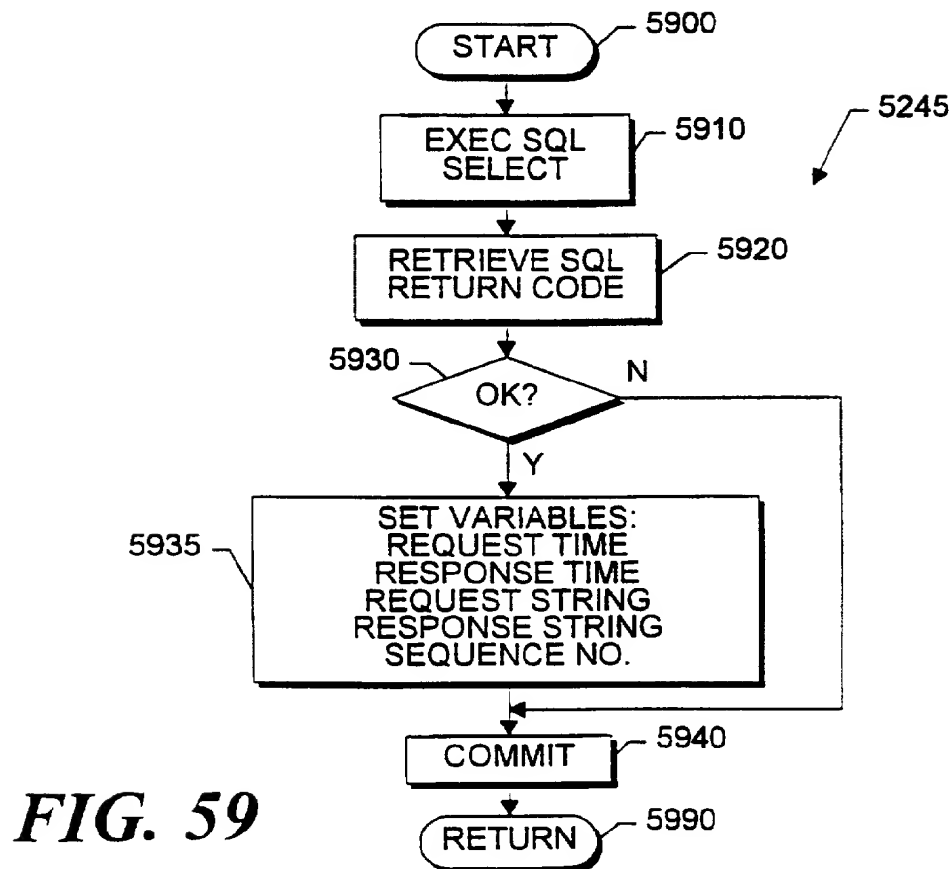 START
5900
5245
EXEC SQL
SELECT
5910
RETRIEVE SQL
RETURN CODE
5920
5930
OK?
N
Y
5935
SET VARIABLES:
REQUEST TIME
RESPONSE TIME
REQUEST STRING
RESPONSE STRING
SEQUENCE NO.
COMMIT
5940
RETURN
5990
FIG. 59